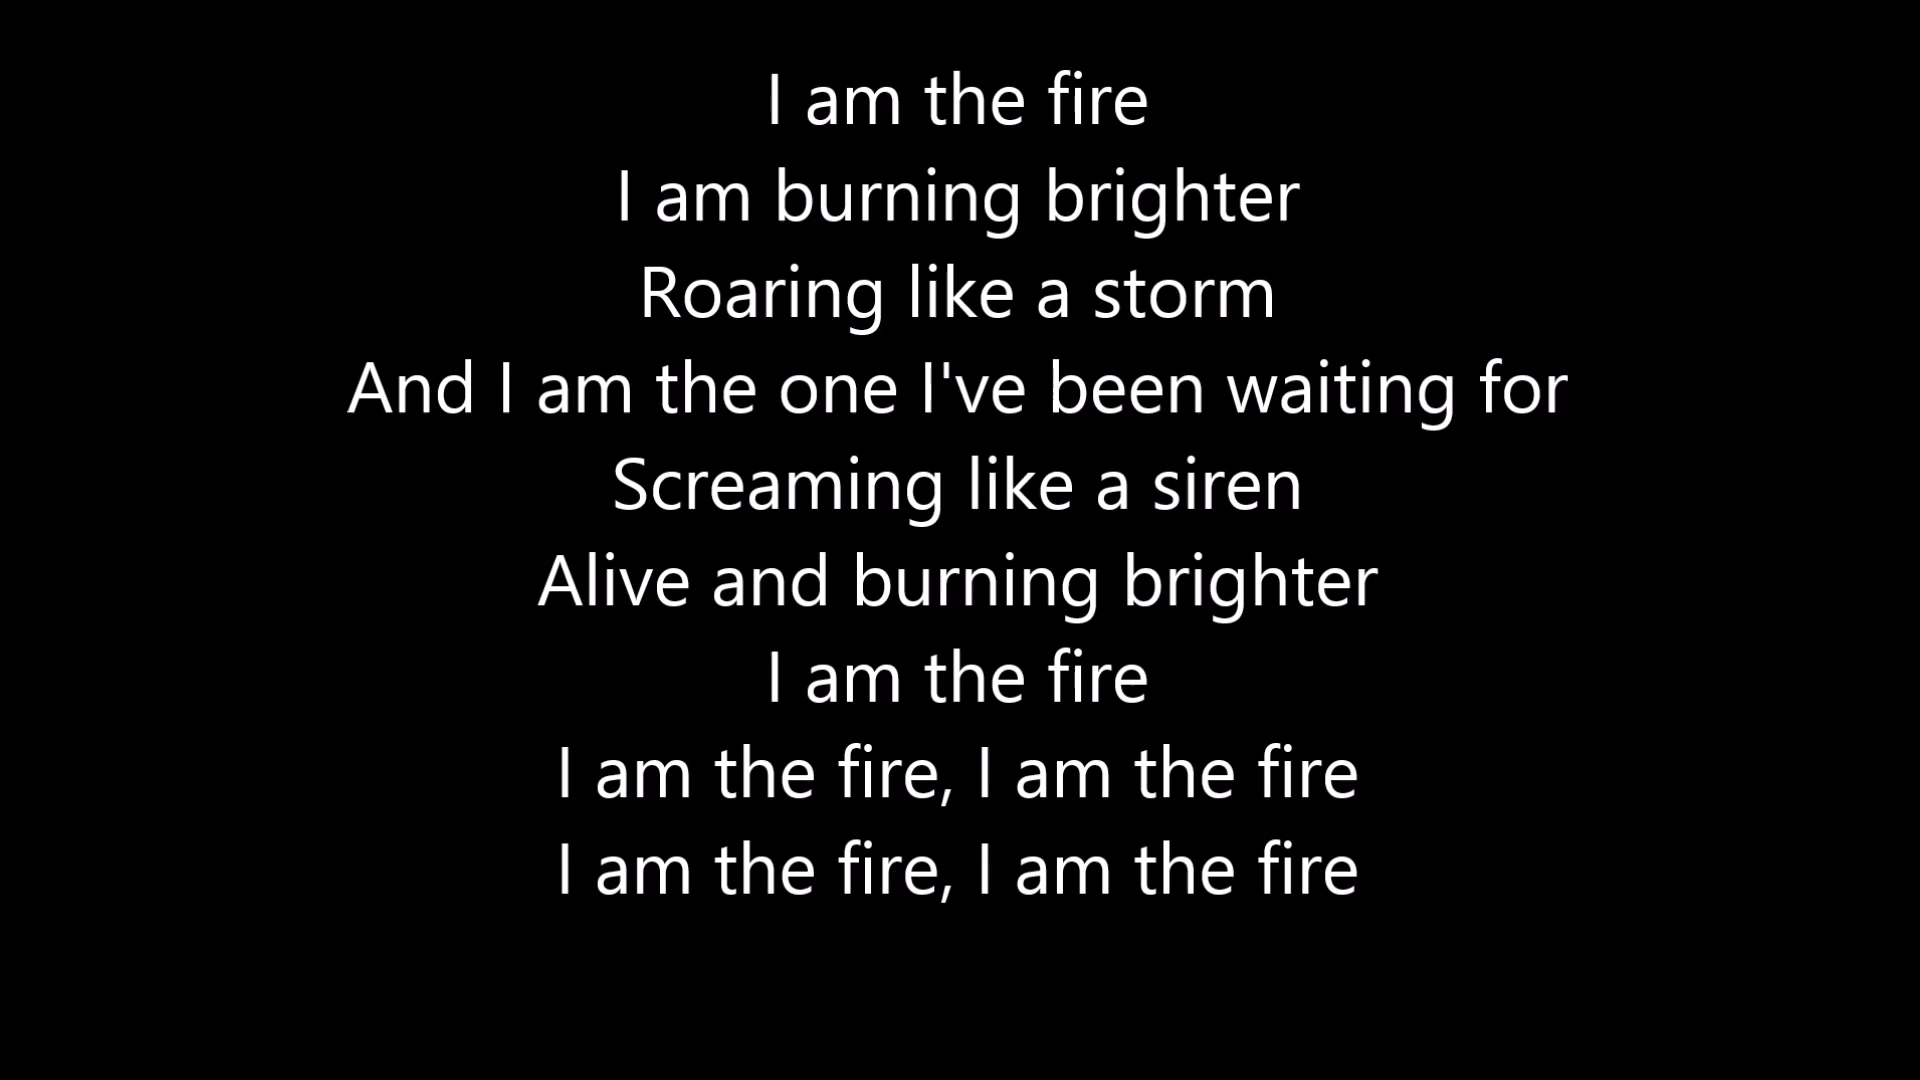 I am the fire
I am burning brighter
Roaring like a storm
And I am the one I've been waiting for
Screaming like a siren
Alive and burning brighter
I am the fire
I am the fire, I am the fire
I am the fire, I am the fire